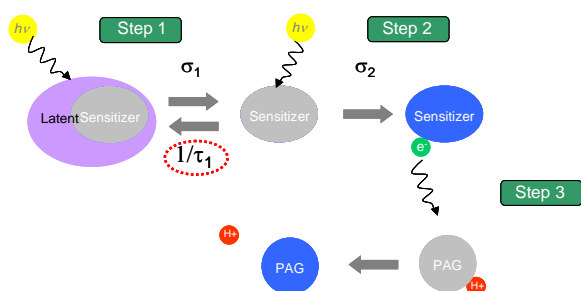 hν
Step 1
hν
Step 2
σ1
σ2
Latent
Sensitizer
Sensitizer
Sensitizer
1/τ1
e-
Step 3
H+
PAG
PAG
H+